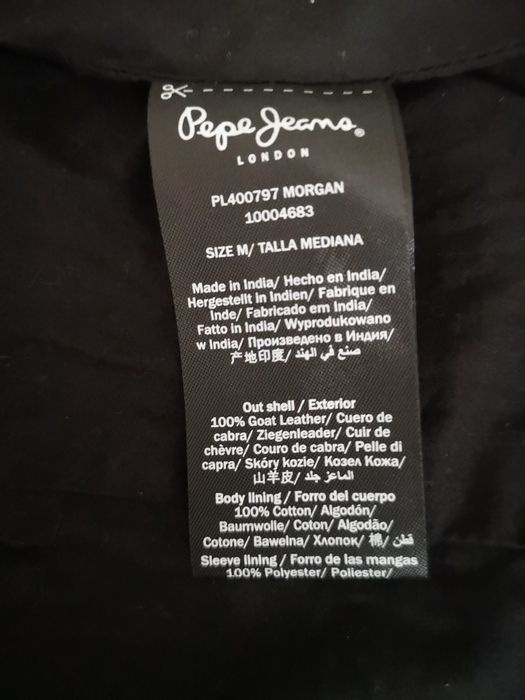 Pepe Jeans®
LONDON
PL400797 MORGAN
10004683
SIZE M/ TALLA MEDIANA
Made in India/ Hecho en India/
Hergestellt in Indien/ Fabrique en
Inde/ Fabricado em India/
Fatto in India/ Wyprodukowano
w India/ Произведено в Индия/
产地印度/ صنع في الهند/
Out shell / Exterior
100% Goat Leather/ Cuero de
cabra/ Ziegenleader/ Cuir de
chèvre/ Couro de cabra/ Pelle di
capra/ Skóry kozie/ Козел Кожа/
山羊皮/ الماعز جلد/
Body lining / Forro del cuerpo
100% Cotton/ Algodón/
Baumwolle/ Coton/ Algodão/
Cotone/ Bawelna/ Хлопок/ 棉/ قطن/
Sleeve lining / Forro de las mangas
100% Polyester/ Poliester/